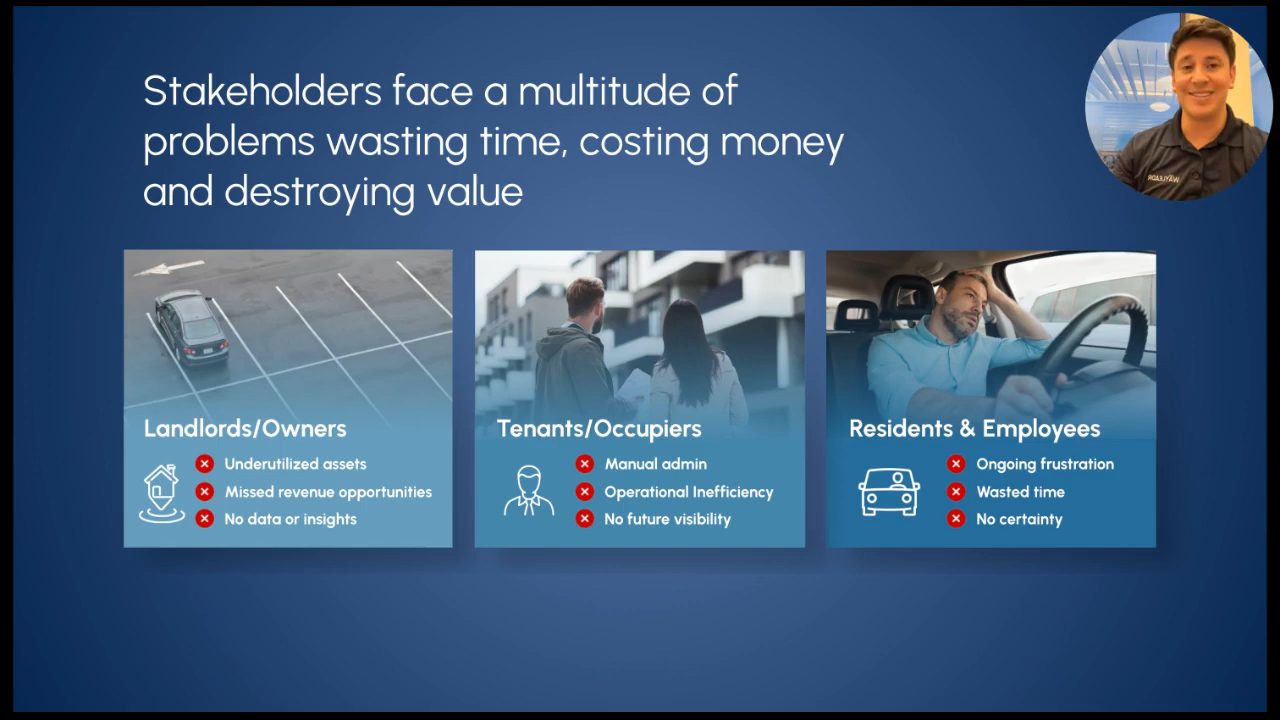 Stakeholders face a multitude of
problems wasting time, costing money
and destroying value
WAYLEADR
Landlords/Owners
Underutilized assets
Missed revenue opportunities
No data or insights
Tenants/Occupiers
Manual admin
Operational Inefficiency
No future visibility
Residents & Employees
Ongoing frustration
Wasted time
No certainty